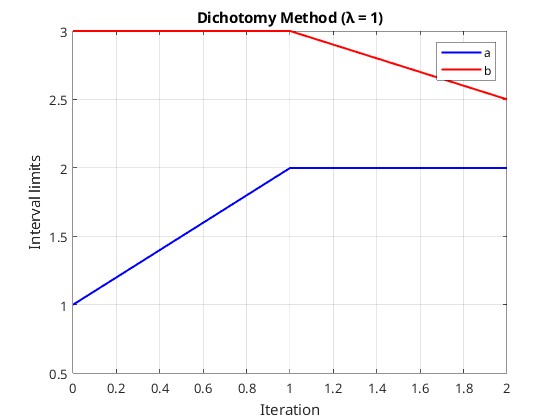 Dichotomy Method (λ = 1)
3
2.5
2
1.5
1
0.5
Interval limits
a
b
0 0.2 0.4 0.6 0.8 1 1.2 1.4 1.6 1.8 2
Iteration